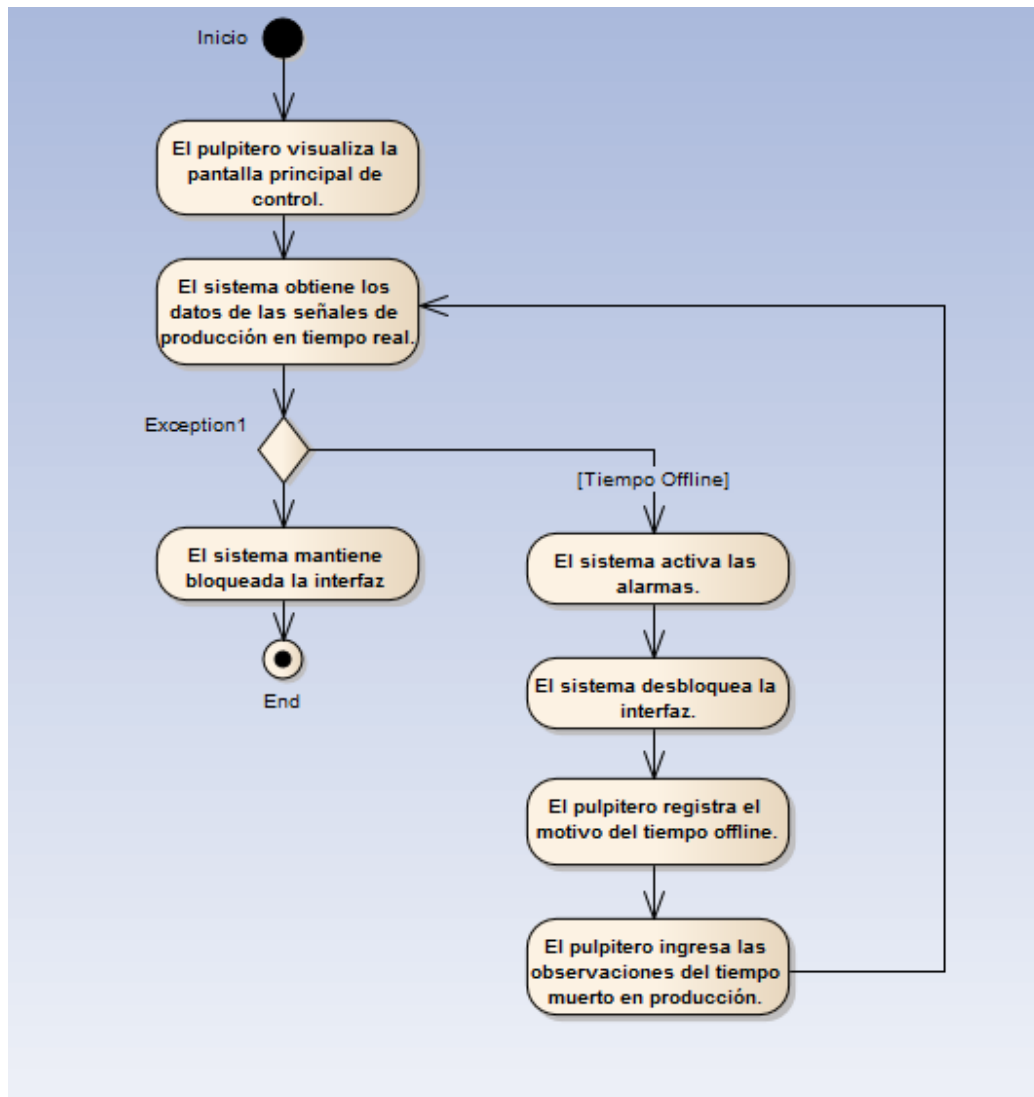 Inicio
El pulpitero visualiza la
pantalla principal de
control.
El sistema obtiene los
datos de las señales de
producción en tiempo real.
Exception1
[Tiempo Offline]
El sistema mantiene
bloqueada la interfaz
End
El sistema activa las
alarmas.
El sistema desbloquea la
interfaz.
El pulpitero registra el
motivo del tiempo offline.
El pulpitero ingresa las
observaciones del tiempo
muerto en producción.